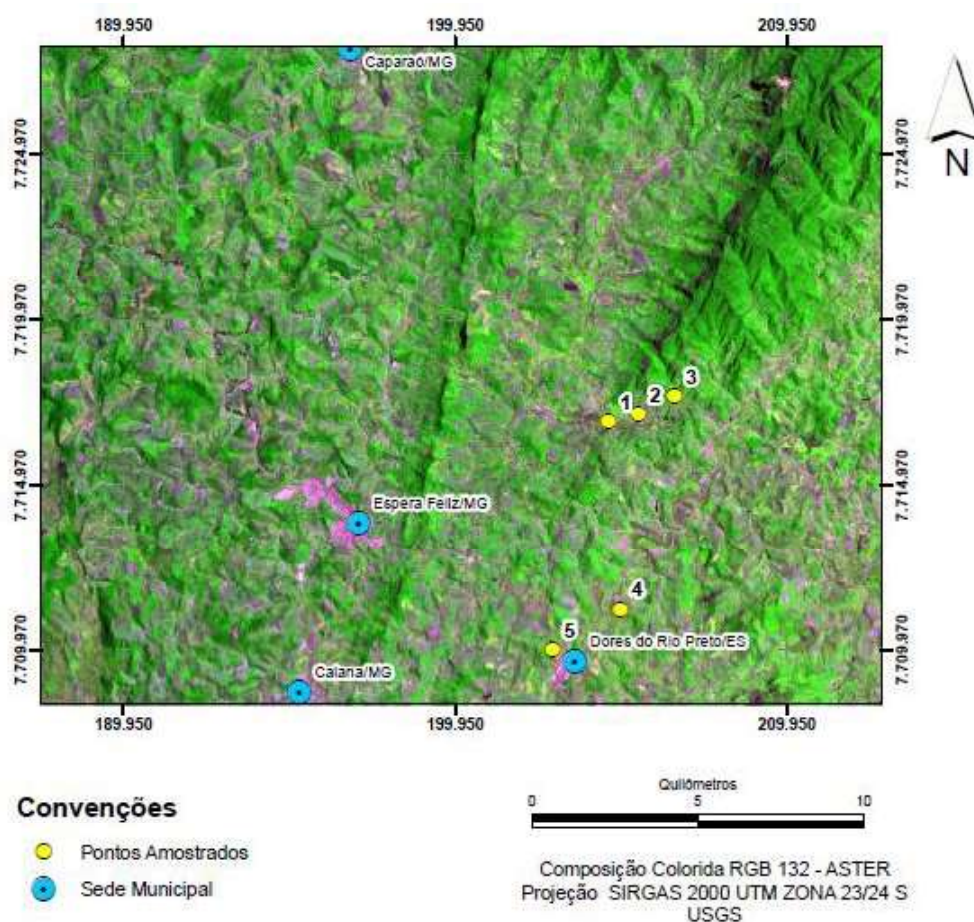 189.950
199.950
209.950
Caparaó/MG
N
7.724.970
7.724.970
7.719.970
7.719.970
3
2
1
7.714.970
7.714.970
Espera Feliz/MG
4
5
Dores do Rio Preto/ES
7.709.970
7.709.970
Caiana/MG
189.950
199.950
209.950
Convenções
Pontos Amostrados
Sede Municipal
Quilômetros
0 5 10
Composição Colorida RGB 132 - ASTER
Projeção SIRGAS 2000 UTM ZONA 23/24 S
USGS